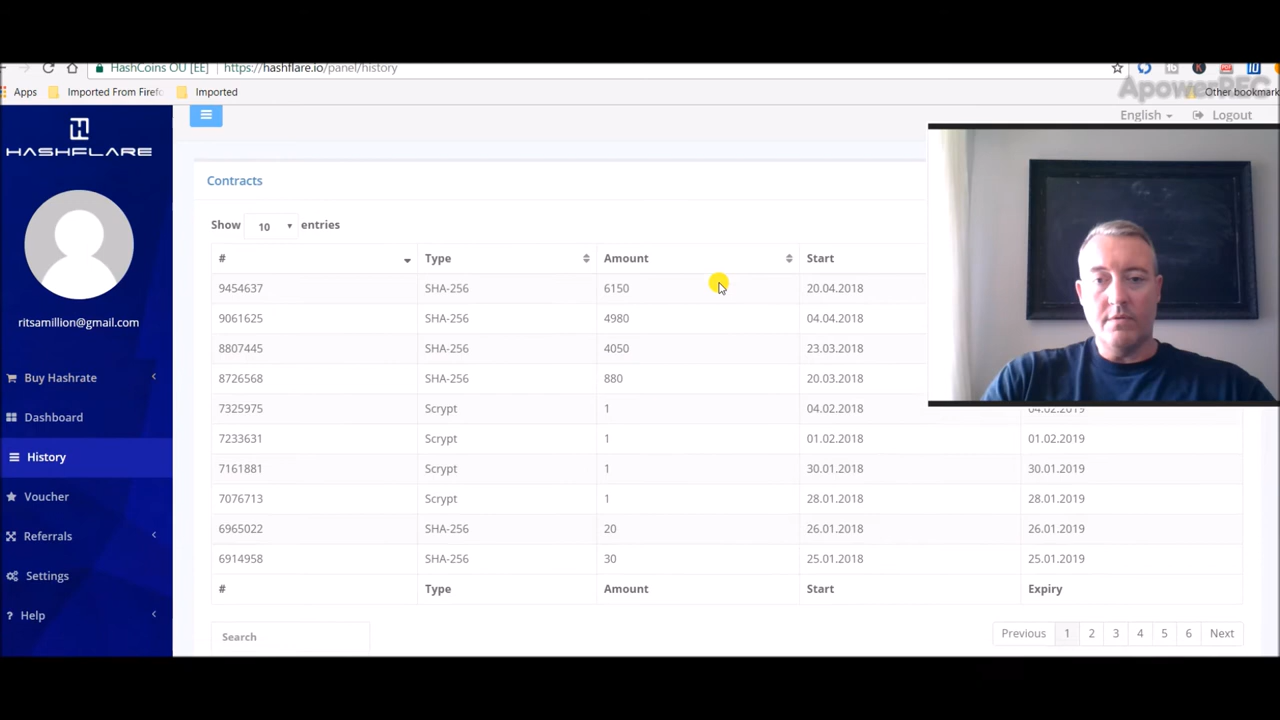 HashCoins OU [EE] https://hashflare.io/panel/history
ApowerREC
Apps Imported From Firefo Imported Other bookmark
HASHFLARE
English Logout
Contracts
Show 10 entries
# Type Amount Start
9454637 SHA-256 6150 20.04.2018
9061625 SHA-256 4980 04.04.2018
8807445 SHA-256 4050 23.03.2018
8726568 SHA-256 880 20.03.2018
7325975 Scrypt 1 04.02.2018 04.02.2019
7233631 Scrypt 1 01.02.2018 01.02.2019
7161881 Scrypt 1 30.01.2018 30.01.2019
7076713 Scrypt 1 28.01.2018 28.01.2019
6965022 SHA-256 20 26.01.2018 26.01.2019
6914958 SHA-256 30 25.01.2018 25.01.2019
# Type Amount Start Expiry
Search
Previous 1 2 3 4 5 6 Next
ritsamillion@gmail.com
Buy Hashrate
Dashboard
History
Voucher
Referrals
Settings
? Help